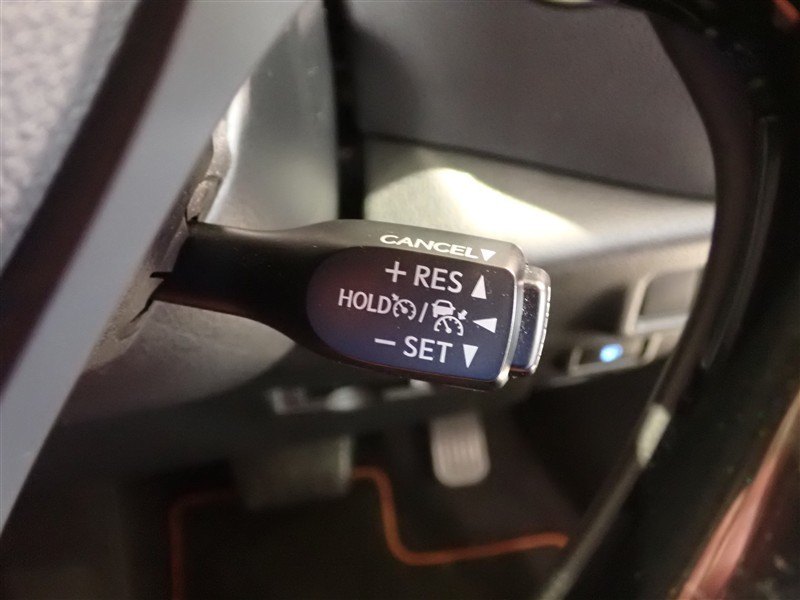 CANCEL▼
+ RES ▲
HOLD / ◀
− SET ▼